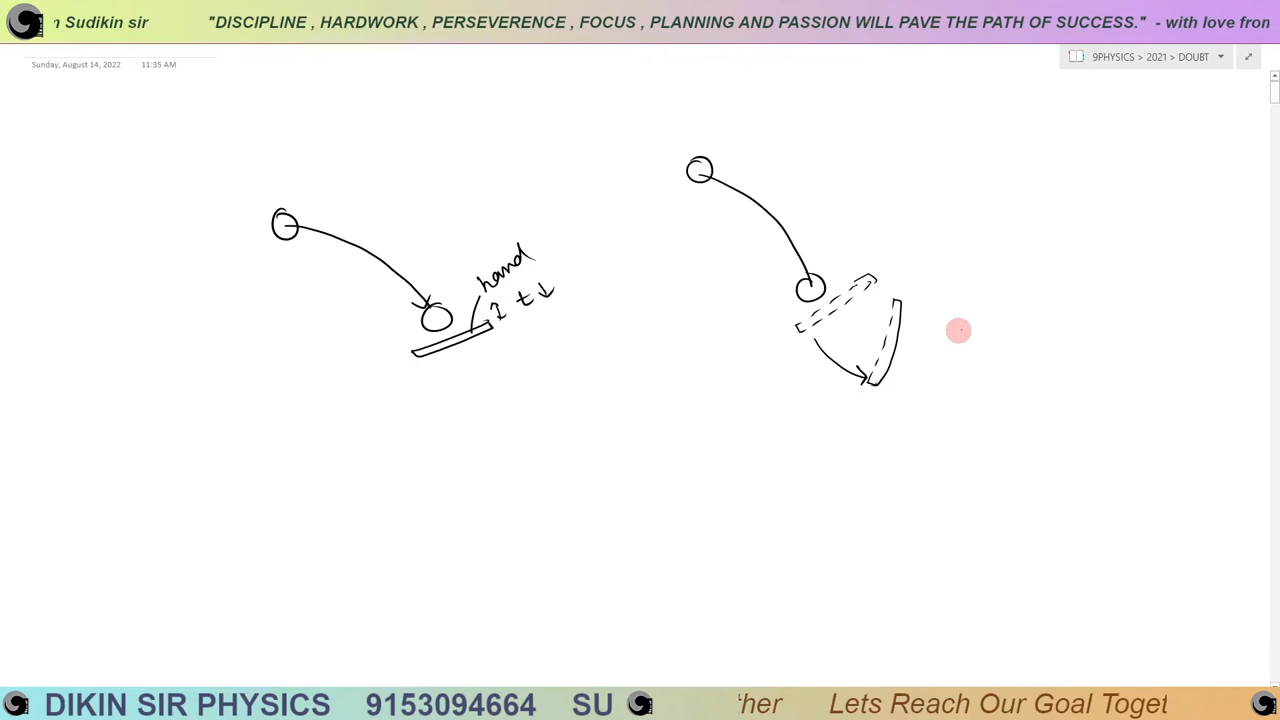 n Sudikin sir "DISCIPLINE , HARDWORK , PERSEVERENCE , FOCUS , PLANNING AND PASSION WILL PAVE THE PATH OF SUCCESS." - with love fron
Sunday, August 14, 2022 11:35 AM
9PHYSICS > 2021 > DOUBT
hand
t ↓
DIKIN SIR PHYSICS 9153094664 SU
'her Lets Reach Our Goal Toget